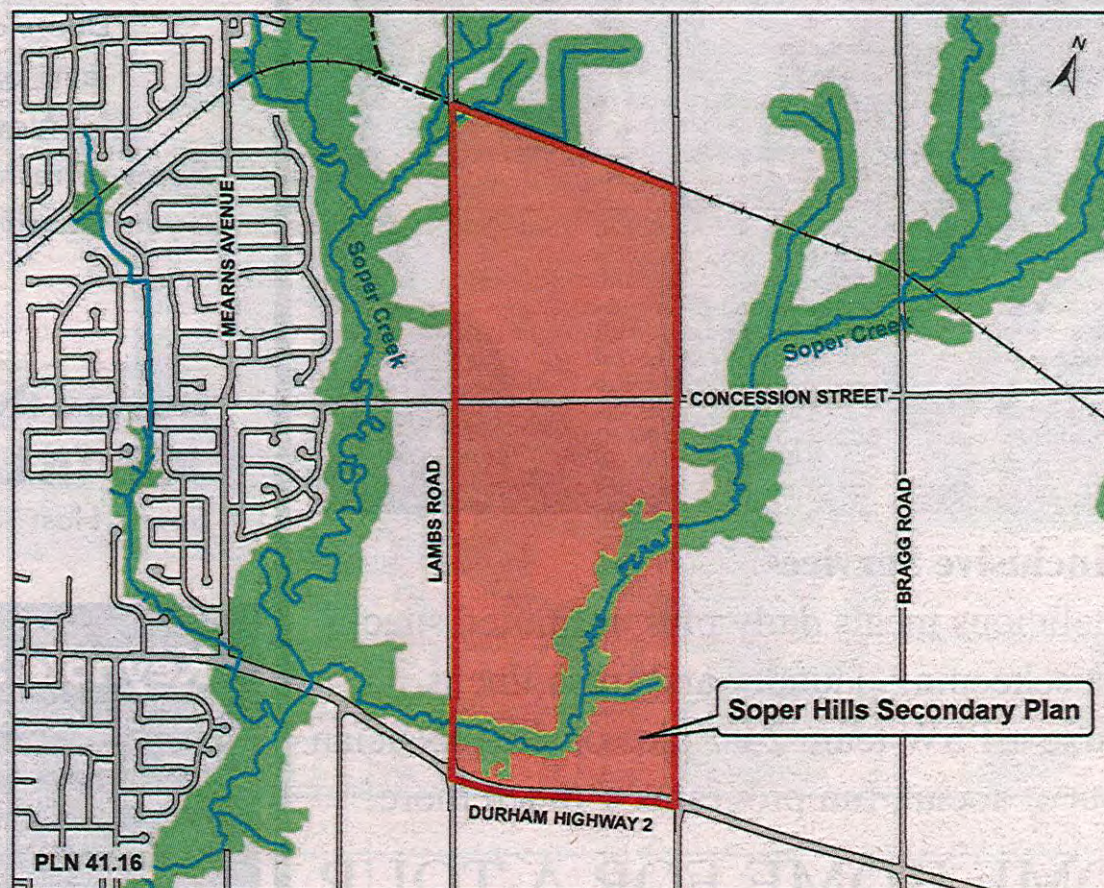 N
MEARNS AVENUE
Soper Creek
Soper Creek
CONCESSION STREET
LAMBS ROAD
BRAGG ROAD
Soper Hills Secondary Plan
DURHAM HIGHWAY 2
PLN 41.16